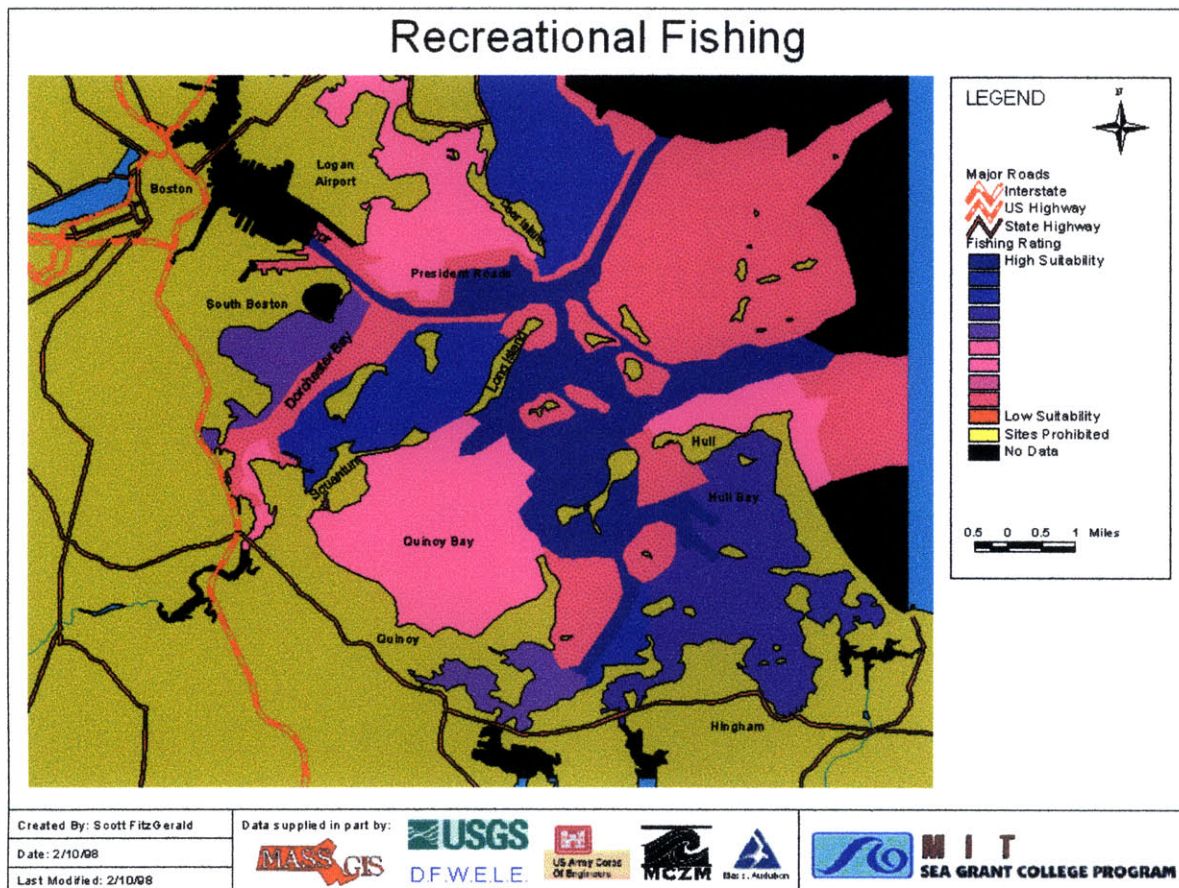 Recreational Fishing
LEGEND
N
Major Roads
Interstate
US Highway
State Highway
Fishing Rating
High Suitability
Low Suitability
Sites Prohibited
No Data
0.5 0 0.5 1 Miles
Boston
Logan
Airport
Deer Island
President Roads
South Boston
Dorchester Bay
Long Island
Squantum
Hull
Hull Bay
Quincy Bay
Quincy
Hingham
Created By: Scott FitzGerald
Date: 2/10/98
Last Modified: 2/10/98
Data supplied in part by:
MASS GIS
USGS
D.F.W.E.L.E.
US Army Corps
Of Engineers
MCZM
Mass. Audubon
MIT
SEA GRANT COLLEGE PROGRAM